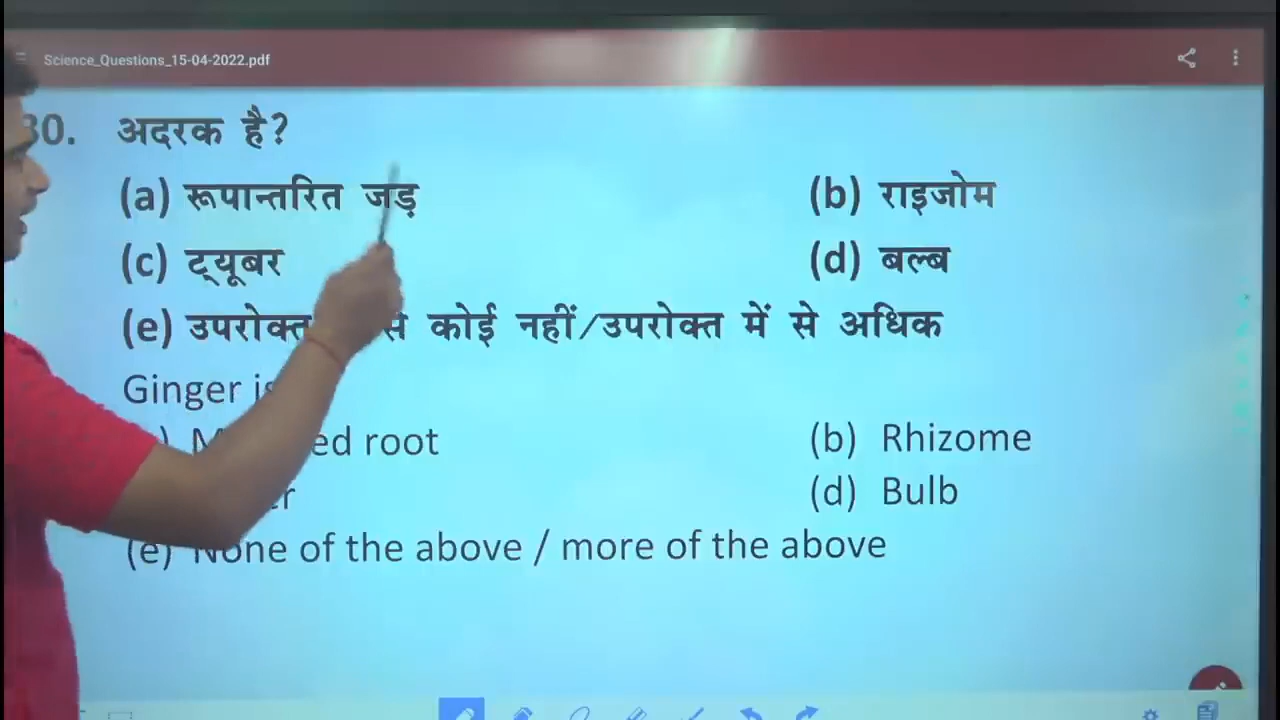 Science_Questions_15-04-2022.pdf
30. अदरक है?
(a) रूपान्तरित जड़ (b) राइजोम
(c) ट्यूबर (d) बल्ब
(e) उपरोक्त से कोई नहीं/उपरोक्त में से अधिक
Ginger is
root (b) Rhizome
(d) Bulb
(e) None of the above / more of the above